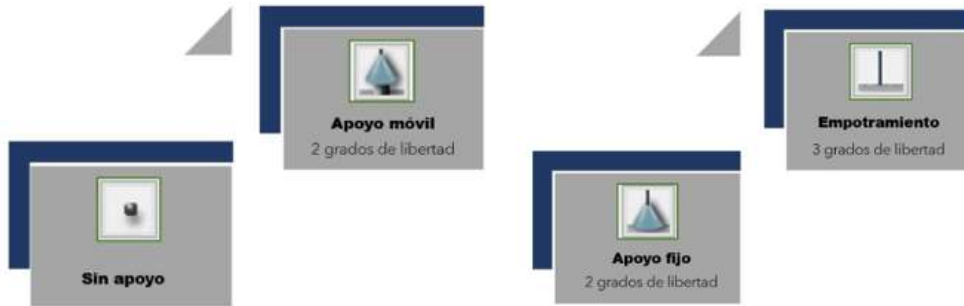 Sin apoyo
Apoyo móvil
2 grados de libertad
Apoyo fijo
2 grados de libertad
Empotramiento
3 grados de libertad